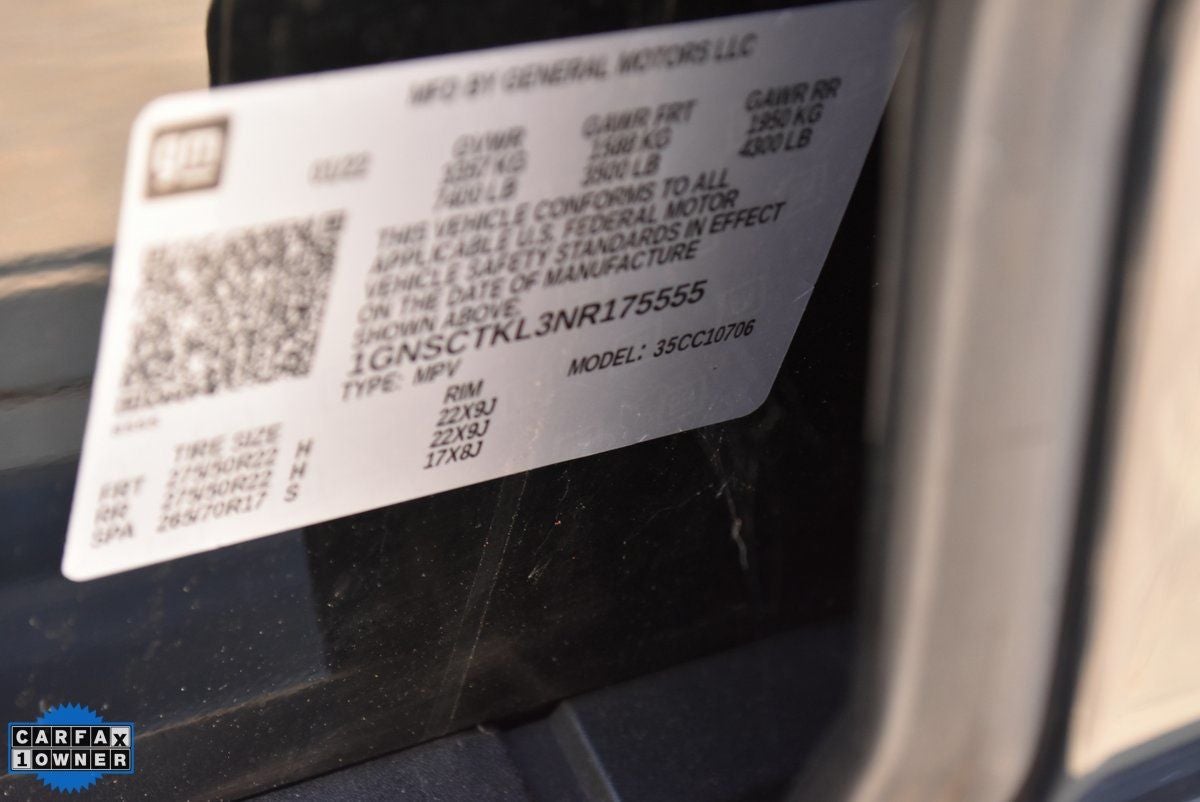 MFD BY GENERAL MOTORS LLC
gm
01/22
GVWR
GAWR FRT
GAWR RR
3357 KG
1588 KG
1950 KG
7400 LB
3500 LB
4300 LB
THIS VEHICLE CONFORMS TO ALL
APPLICABLE U.S. FEDERAL MOTOR
VEHICLE SAFETY STANDARDS IN EFFECT
ON THE DATE OF MANUFACTURE
SHOWN ABOVE.
1GNSCTKL3NR175555
TYPE: MPV
MODEL: 35CC10706
TIRE SIZE
RIM
FRT 275/50R22 H 22X9J
RR 275/50R22 H 22X9J
SPA 265/70R17 S 17X8J
CARFAX
1 OWNER